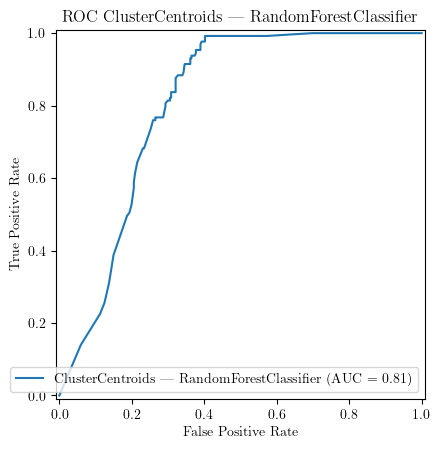 ROC ClusterCentroids — RandomForestClassifier
1.0
0.8
0.6
0.4
0.2
0.0
True Positive Rate
ClusterCentroids — RandomForestClassifier (AUC = 0.81)
0.0 0.2 0.4 0.6 0.8 1.0
False Positive Rate